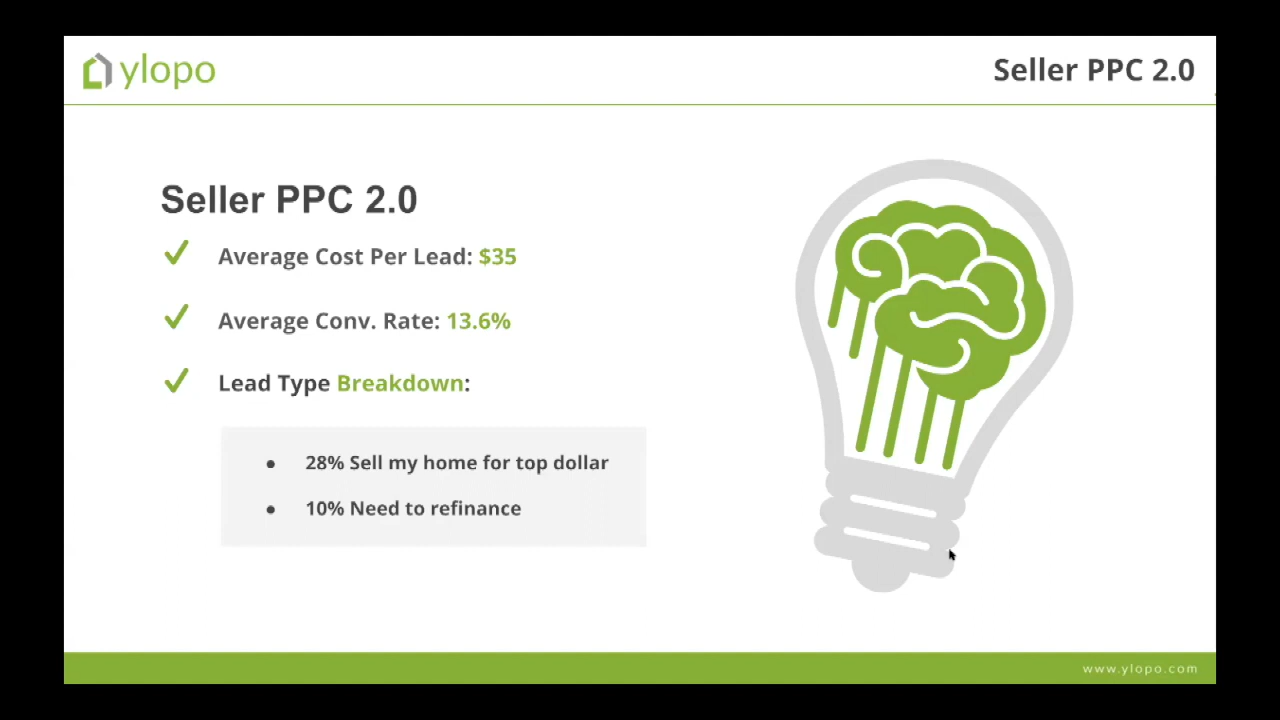 ylopo
Seller PPC 2.0
Seller PPC 2.0
Average Cost Per Lead: $35
Average Conv. Rate: 13.6%
Lead Type Breakdown:
● 28% Sell my home for top dollar
● 10% Need to refinance
www.ylopo.com